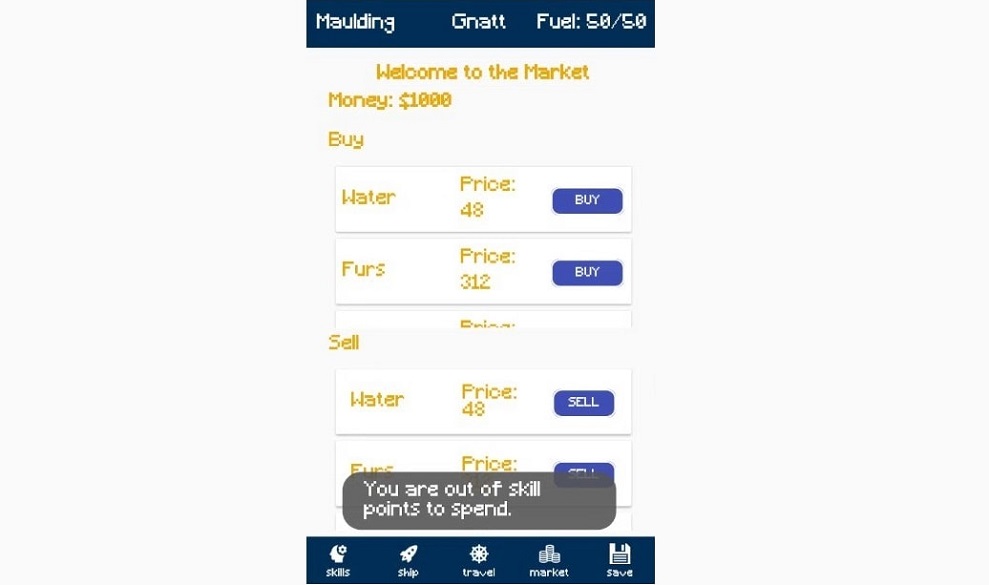 Maulding Gnatt Fuel: 50/50
Welcome to the Market
Money: $1000
Buy
Water Price: 48 BUY
Furs Price: 312 BUY
Price:
Sell
Water Price: 48 SELL
Furs Price: SELL
You are out of skill
points to spend.
skills ship travel market save